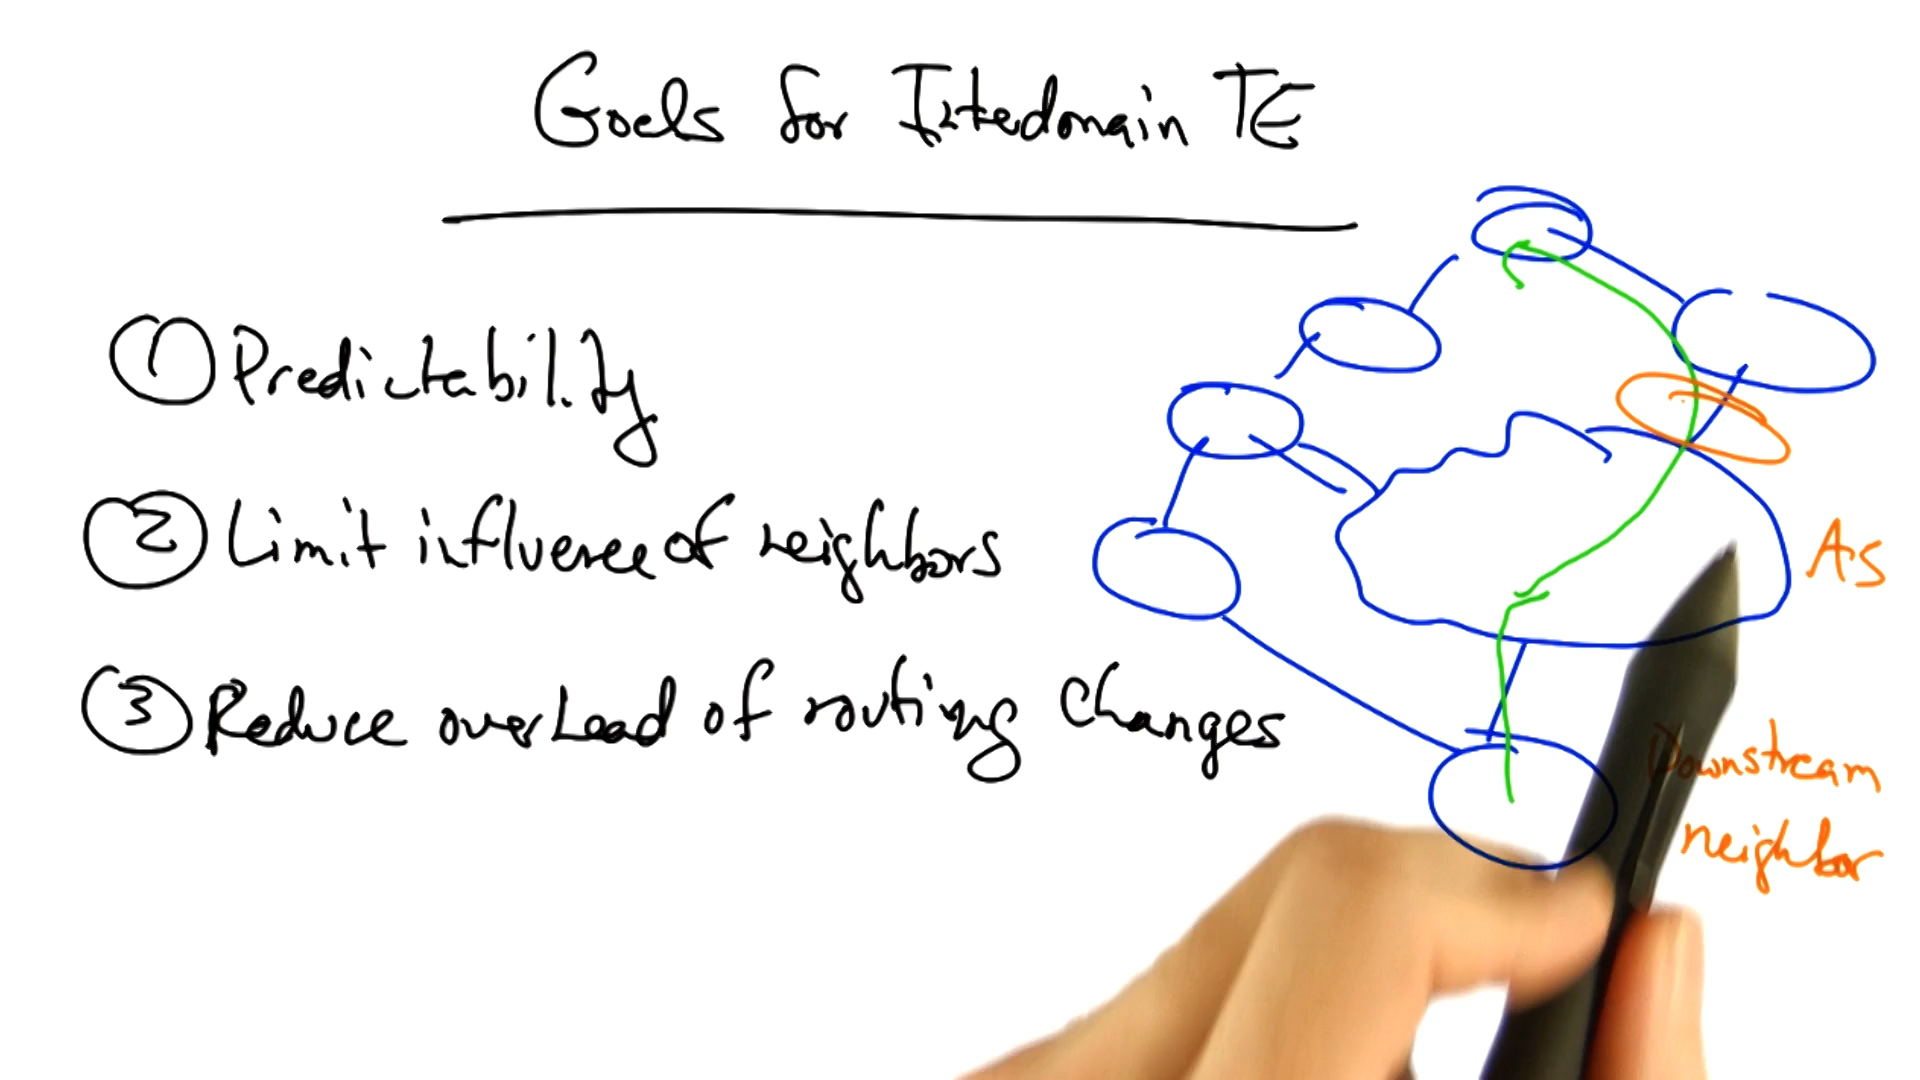 Goals for Interdomain TE
① Predictability
② Limit influence of neighbors
③ Reduce overhead of routing changes
AS
Downstream
neighbor